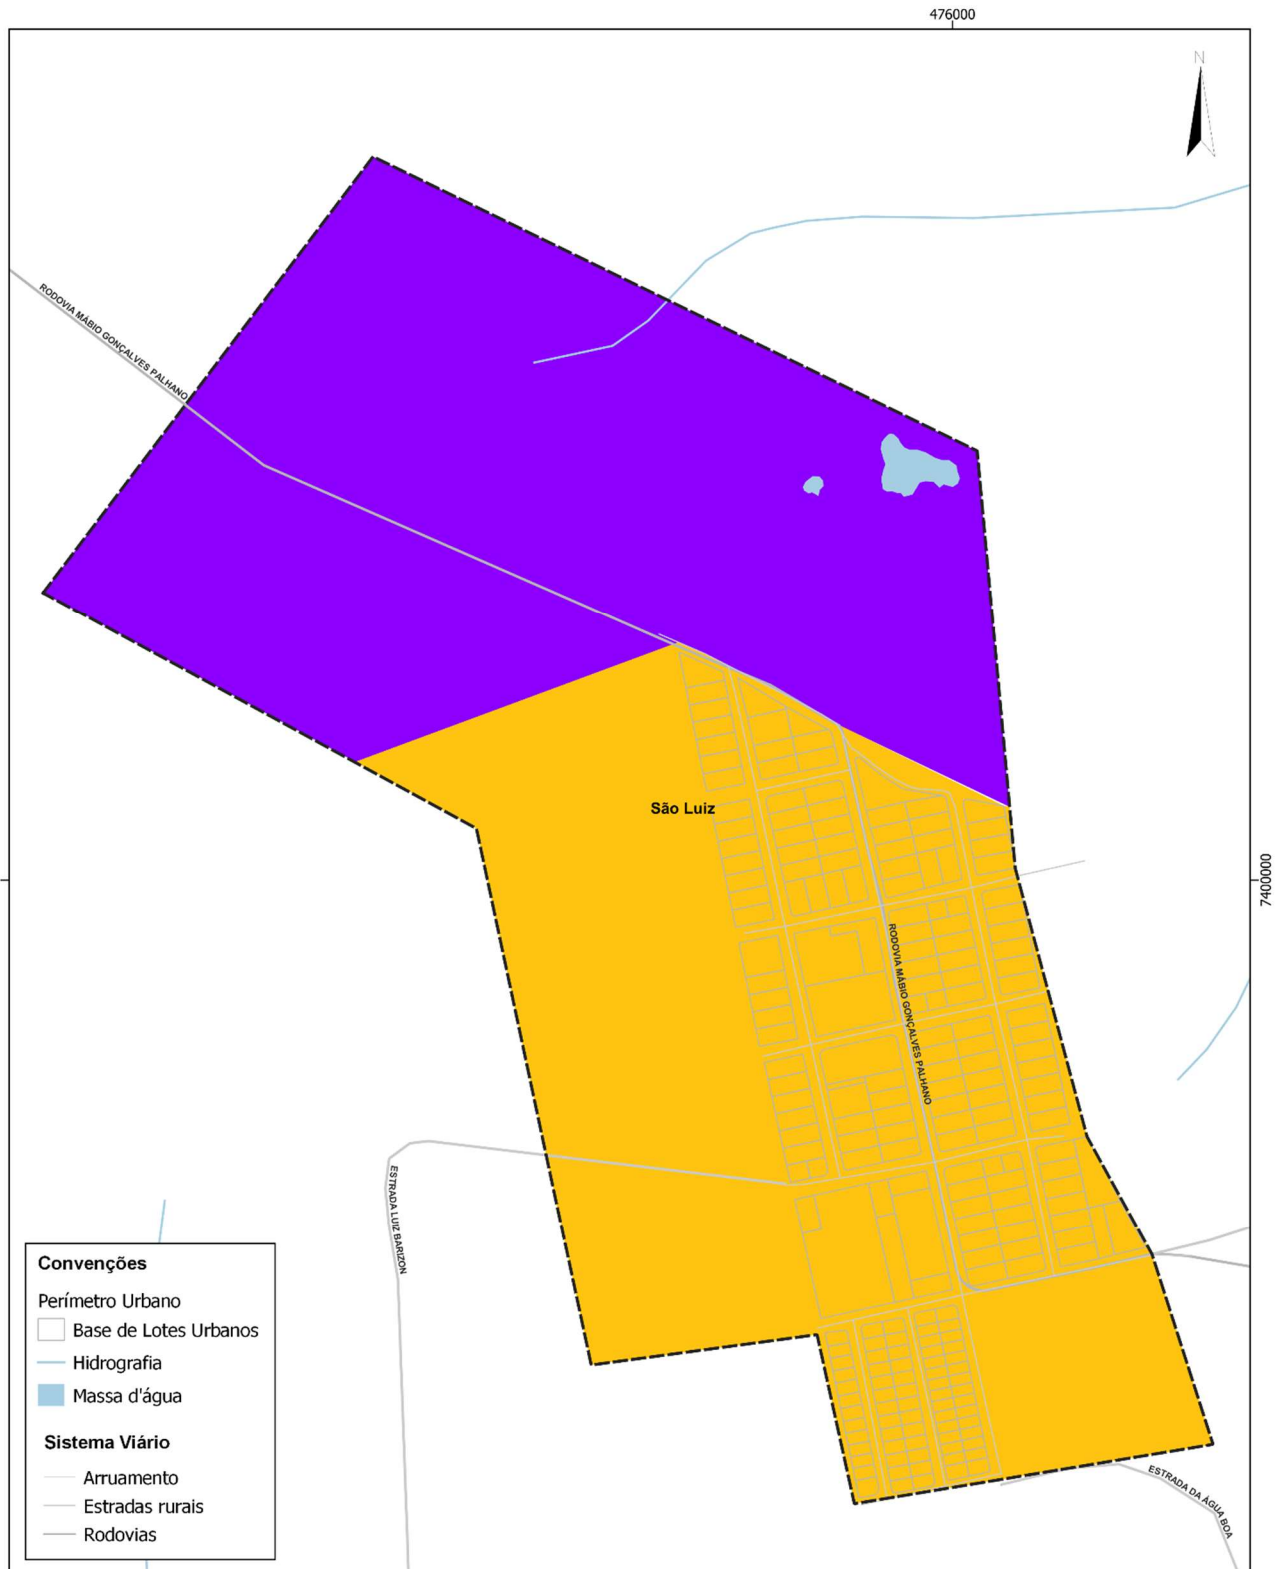 476000
N
RODOVIA MÁBIO GONÇALVES PALHANO
São Luiz
7400000
RODOVIA MÁBIO GONÇALVES PALHANO
ESTRADA LUIZ BARIZON
Convenções
Perímetro Urbano
Base de Lotes Urbanos
Hidrografia
Massa d'água
Sistema Viário
Arruamento
Estradas rurais
Rodovias
ESTRADA DA ÁGUA BOA